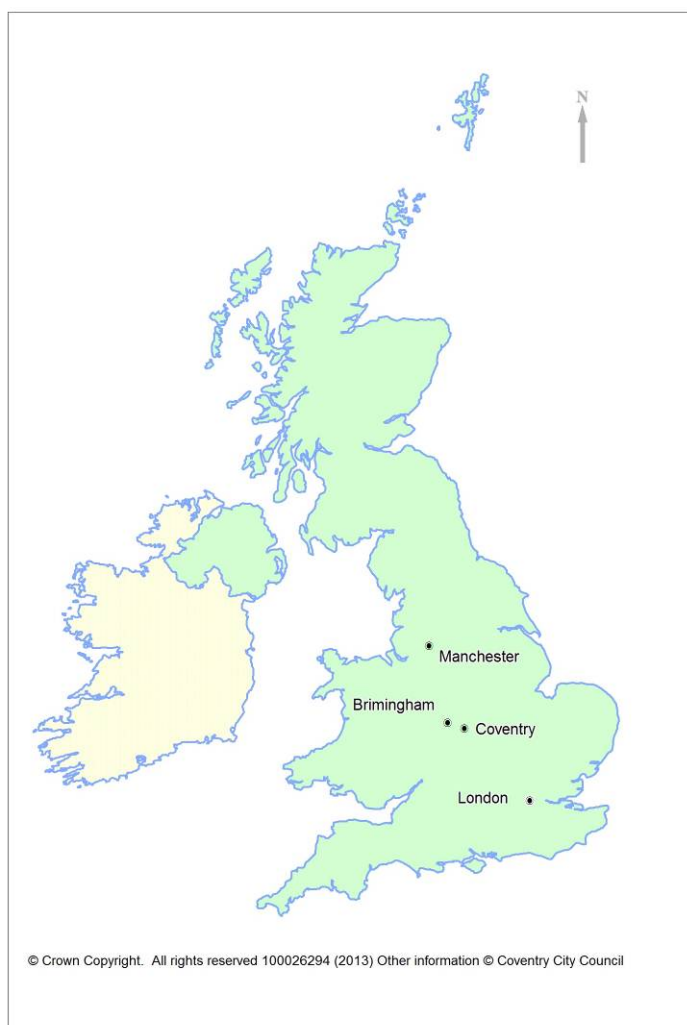 N
Manchester
Brimingham
Coventry
London
© Crown Copyright.  All rights reserved 100026294 (2013) Other information © Coventry City Council